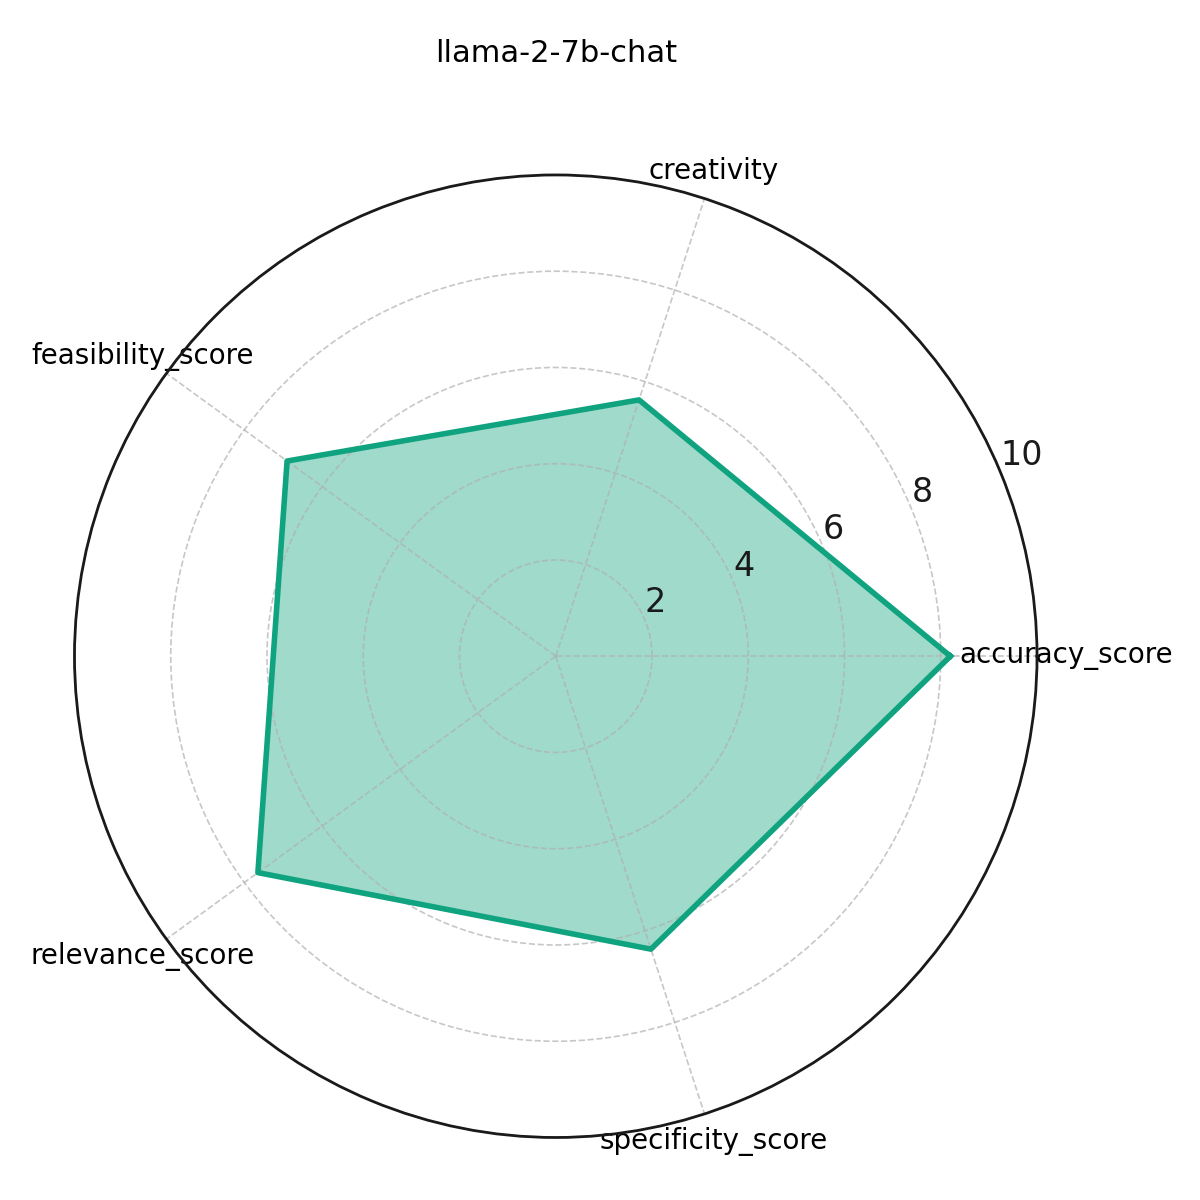 llama-2-7b-chat
creativity
feasibility_score
10
8
6
4
2
accuracy_score
relevance_score
specificity_score